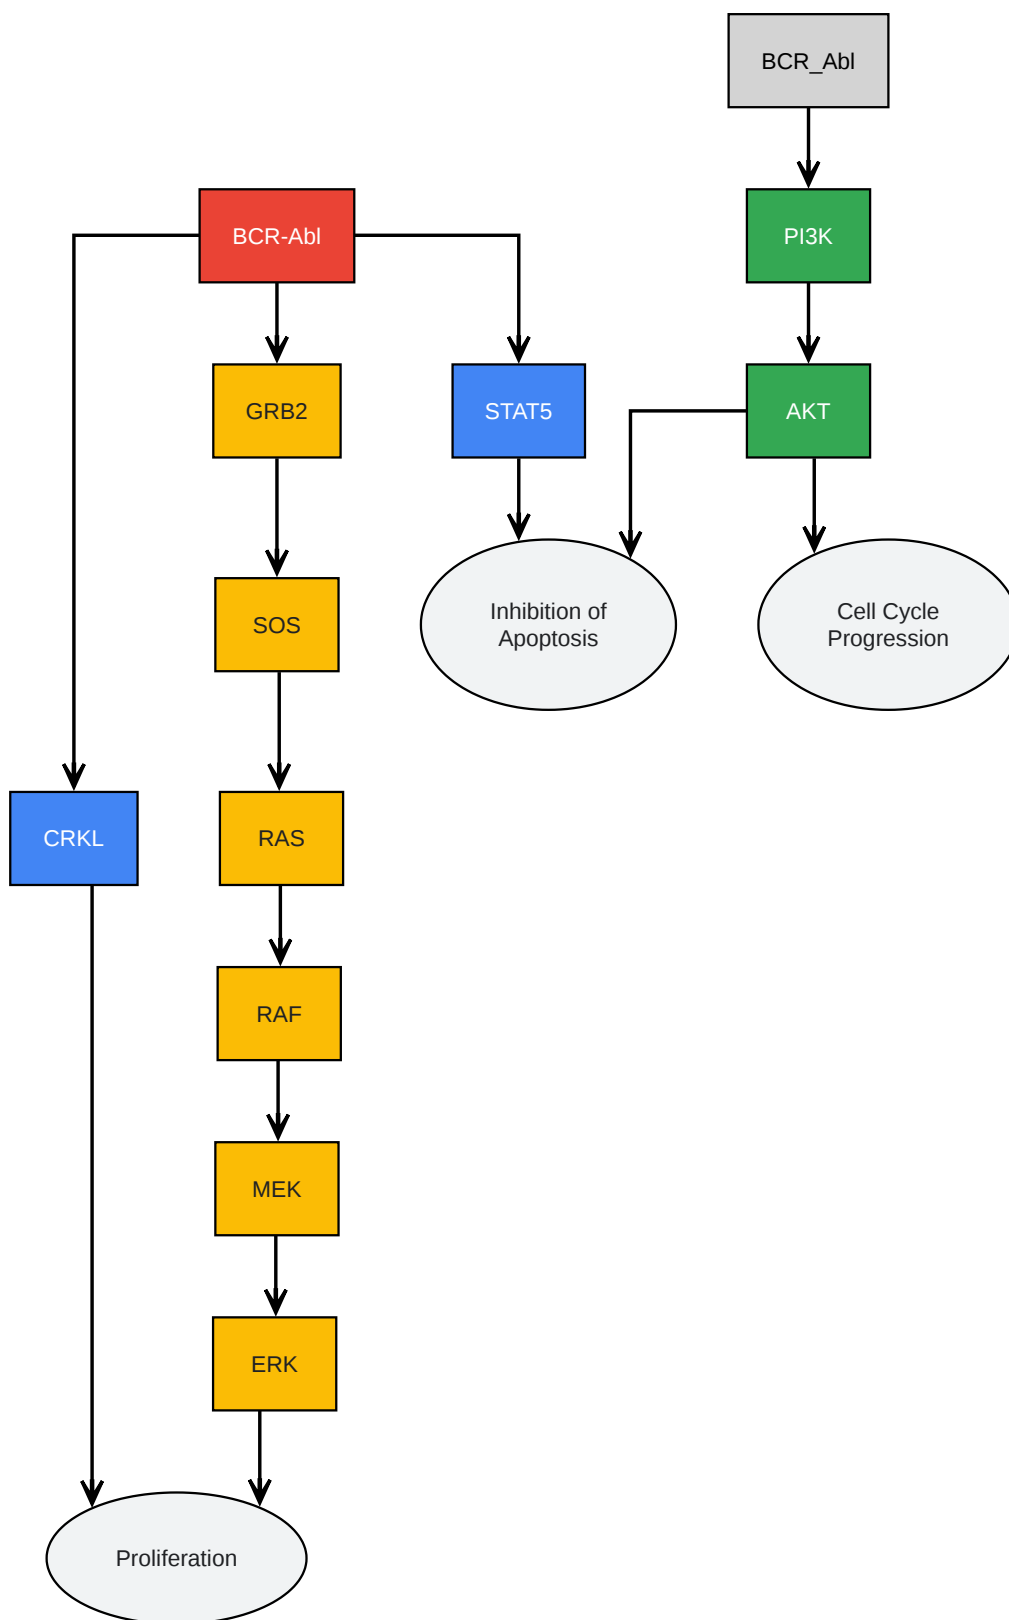 BCR_Abl
BCR-Abl
PI3K
GRB2
STAT5
AKT
SOS
Inhibition of
Apoptosis
Cell Cycle
Progression
CRKL
RAS
RAF
MEK
ERK
Proliferation